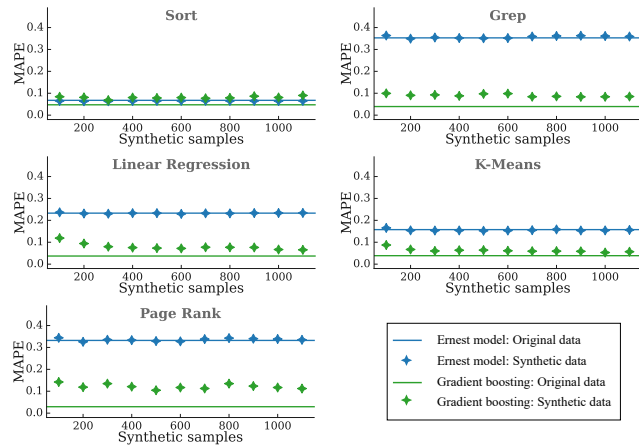 Sort
MAPE
0.4
0.3
0.2
0.1
0.0
200 400 600 800 1000
Synthetic samples
Grep
MAPE
0.4
0.3
0.2
0.1
0.0
200 400 600 800 1000
Synthetic samples
Linear Regression
MAPE
0.4
0.3
0.2
0.1
0.0
200 400 600 800 1000
Synthetic samples
K-Means
MAPE
0.4
0.3
0.2
0.1
0.0
200 400 600 800 1000
Synthetic samples
Page Rank
MAPE
0.4
0.3
0.2
0.1
0.0
200 400 600 800 1000
Synthetic samples
Ernest model: Original data
Ernest model: Synthetic data
Gradient boosting: Original data
Gradient boosting: Synthetic data